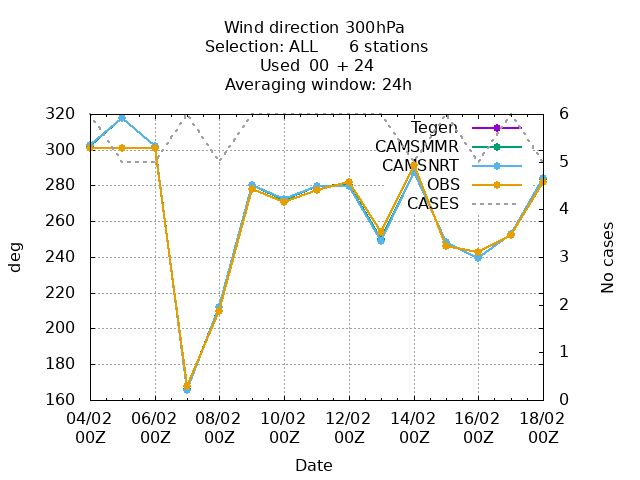 Wind direction 300hPa
Selection: ALL 6 stations
Used 00 + 24
Averaging window: 24h
320
300
280
260
240
220
200
180
160
deg
6
5
4
3
2
1
0
No cases
Tegen
CAMSMMR
CAMSNRT
OBS
CASES
04/02 06/02 08/02 10/02 12/02 14/02 16/02 18/02
00Z 00Z 00Z 00Z 00Z 00Z 00Z 00Z
Date